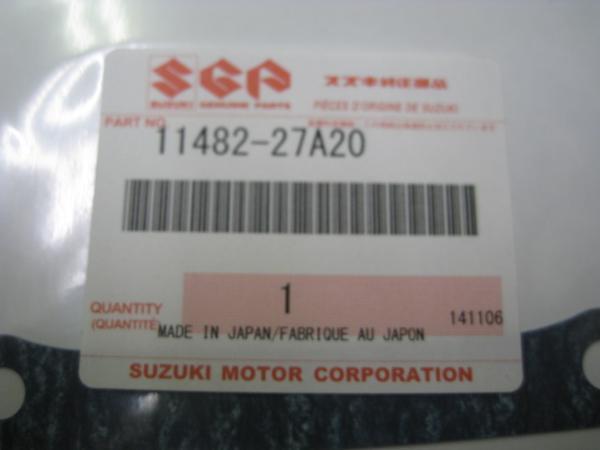 SGP スズキ純正部品
SUZUKI GENUINE PARTS
PIÈCES D'ORIGINE DE SUZUKI
PART NO.
11482-27A20
1
QUANTITY
(QUANTITÉ)
141106
MADE IN JAPAN/FABRIQUE AU JAPON
SUZUKI MOTOR CORPORATION